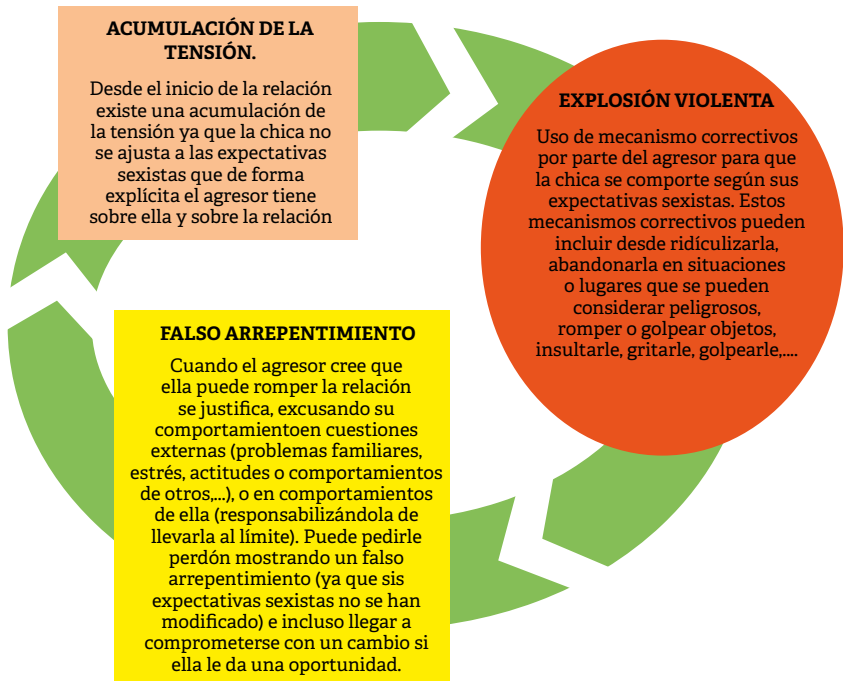 ACUMULACIÓN DE LA
TENSIÓN.
Desde el inicio de la relación
existe una acumulación de
la tensión ya que la chica no
se ajusta a las expectativas
sexistas que de forma
explícita el agresor tiene
sobre ella y sobre la relación
EXPLOSIÓN VIOLENTA
Uso de mecanismo correctivos
por parte del agresor para que
la chica se comporte según sus
expectativas sexistas. Estos
mecanismos correctivos pueden
incluir desde ridículizarla,
abandonarla en situaciones
o lugares que se pueden
considerar peligrosos,
romper o golpear objetos,
insultarle, gritarle, golpearle,....
FALSO ARREPENTIMIENTO
Cuando el agresor cree que
ella puede romper la relación
se justifica, excusando su
comportamientoen cuestiones
externas (problemas familiares,
estrés, actitudes o comportamientos
de otros,...), o en comportamientos
de ella (responsabilizándola de
llevarla al límite). Puede pedirle
perdón mostrando un falso
arrepentimiento (ya que sis
expectativas sexistas no se han
modificado) e incluso llegar a
comprometerse con un cambio si
ella le da una oportunidad.